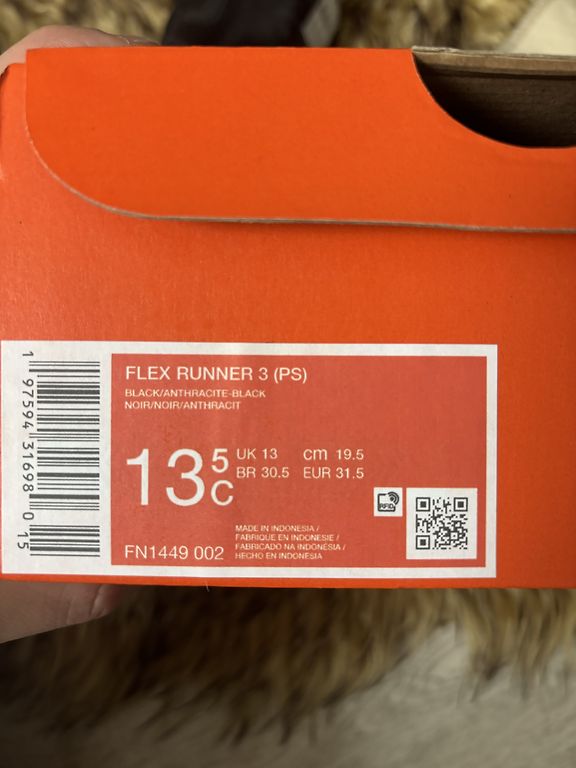 FLEX RUNNER 3 (PS)
BLACK/ANTHRACITE-BLACK
NOIR/NOIR/ANTHRACIT
13 5 C
UK 13 cm 19.5
BR 30.5 EUR 31.5
RFID
MADE IN INDONESIA /
FABRIQUE EN INDONESIE /
FABRICADO NA INDONÉSIA /
HECHO EN INDONESIA
FN1449 002
1 97594 31698 0 15